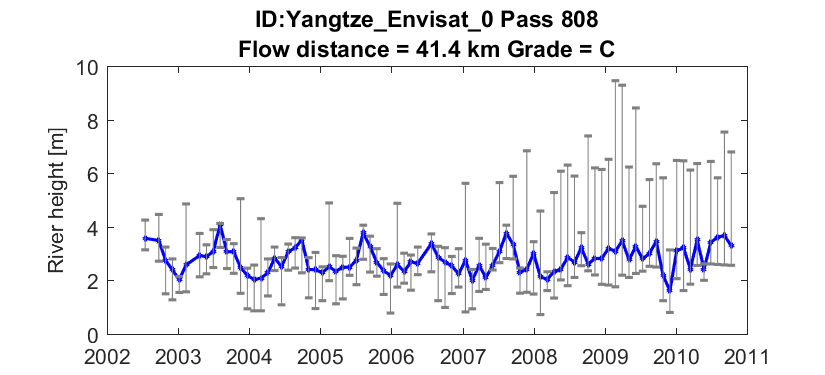 ID:Yangtze_Envisat_0 Pass 808
Flow distance = 41.4 km Grade = C
River height [m]
10
8
6
4
2
0
2002 2003 2004 2005 2006 2007 2008 2009 2010 2011